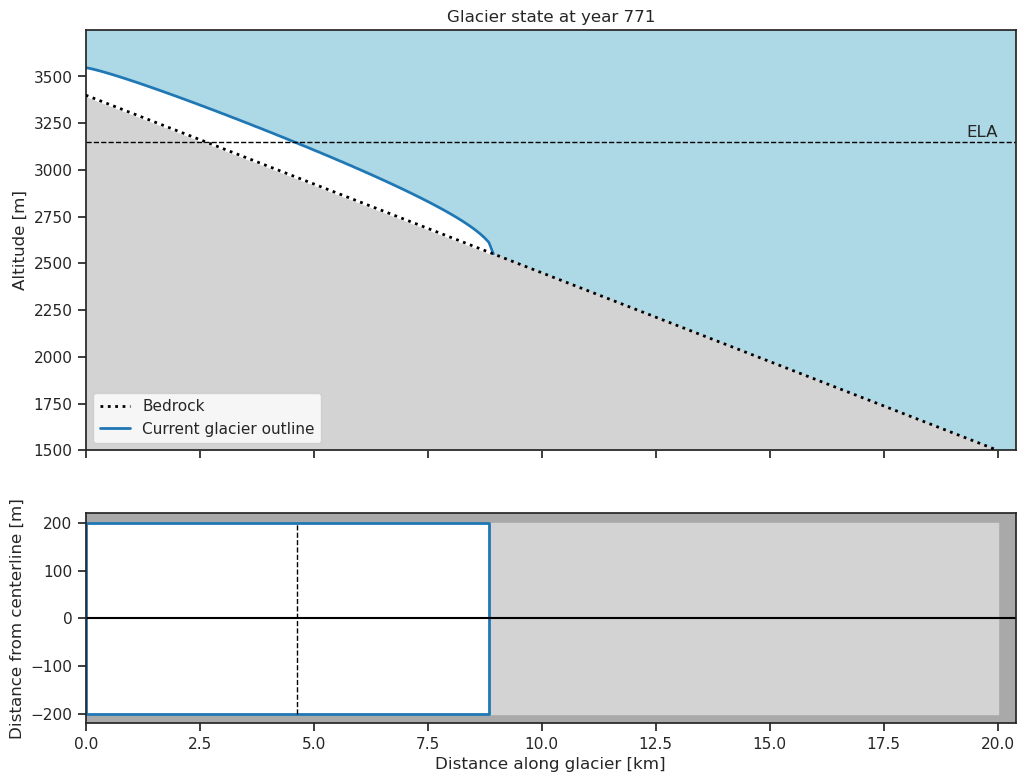 Glacier state at year 771
Altitude [m]
3500
3250
3000
2750
2500
2250
2000
1750
1500
ELA
Bedrock
Current glacier outline
Distance from centerline [m]
200
100
0
−100
−200
0.0 2.5 5.0 7.5 10.0 12.5 15.0 17.5 20.0
Distance along glacier [km]